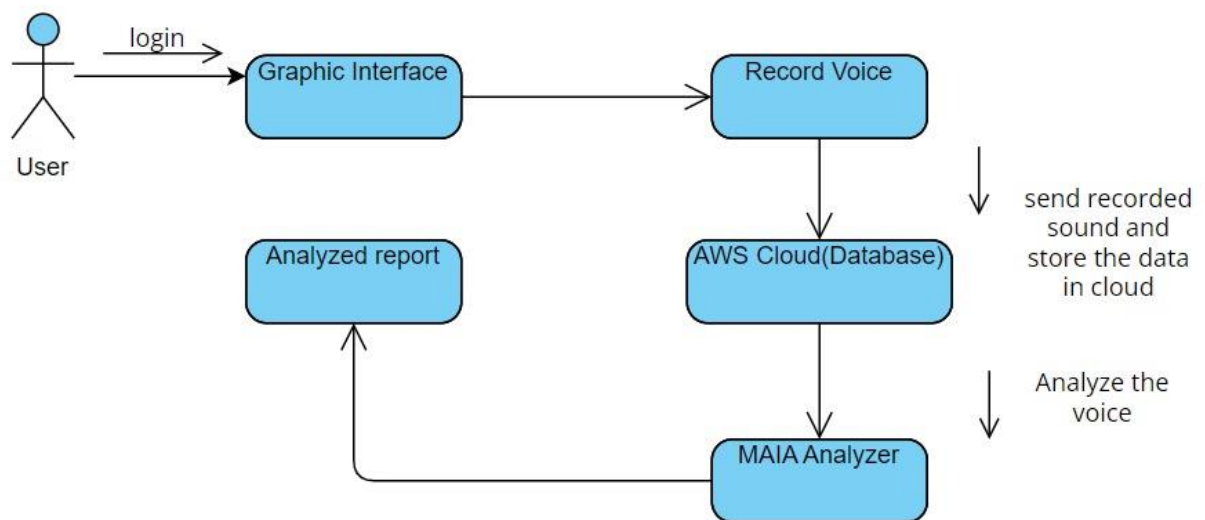 login
Graphic Interface
Record Voice
User
send recorded
sound and
store the data
in cloud
Analyzed report
AWS Cloud(Database)
Analyze the
voice
MAIA Analyzer